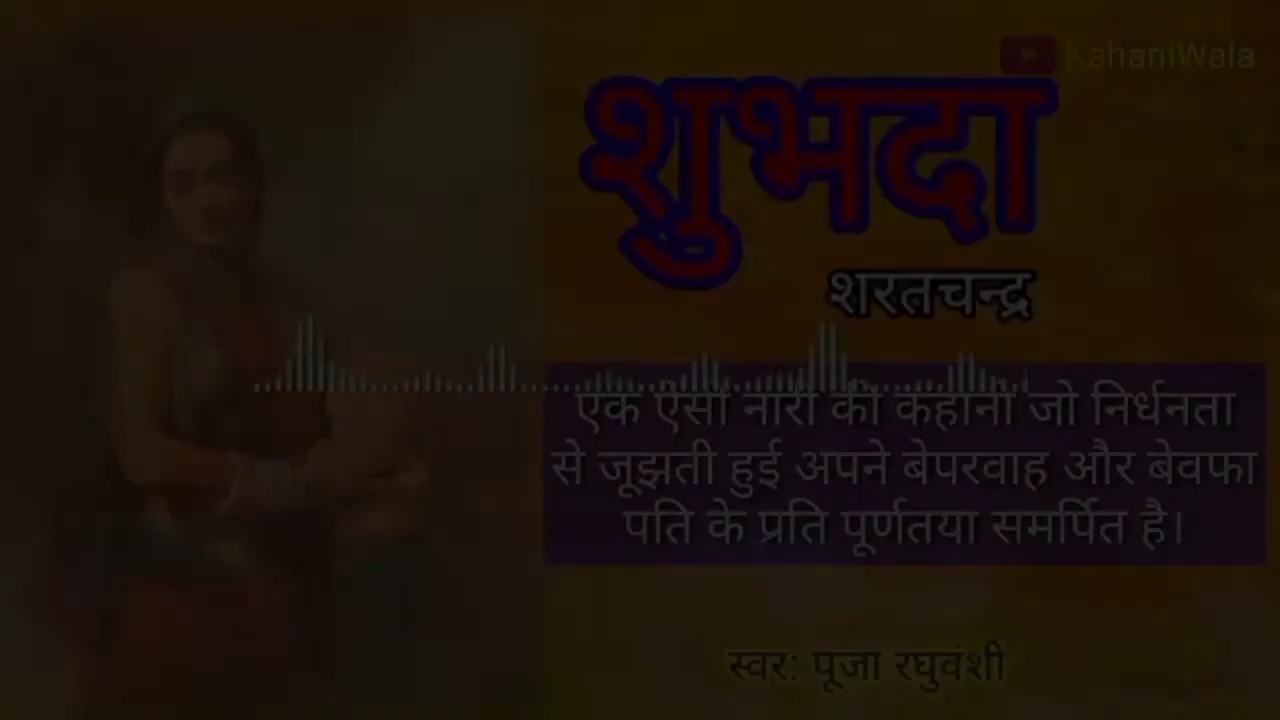 KahaniWala
शुभदा
शरतचन्द्र
एक ऐसी नारी की कहानी जो निर्धनता
से जूझती हुई अपने बेपरवाह और बेवफा
पति के प्रति पूर्णतया समर्पित है।
स्वर: पूजा रघुवंशी